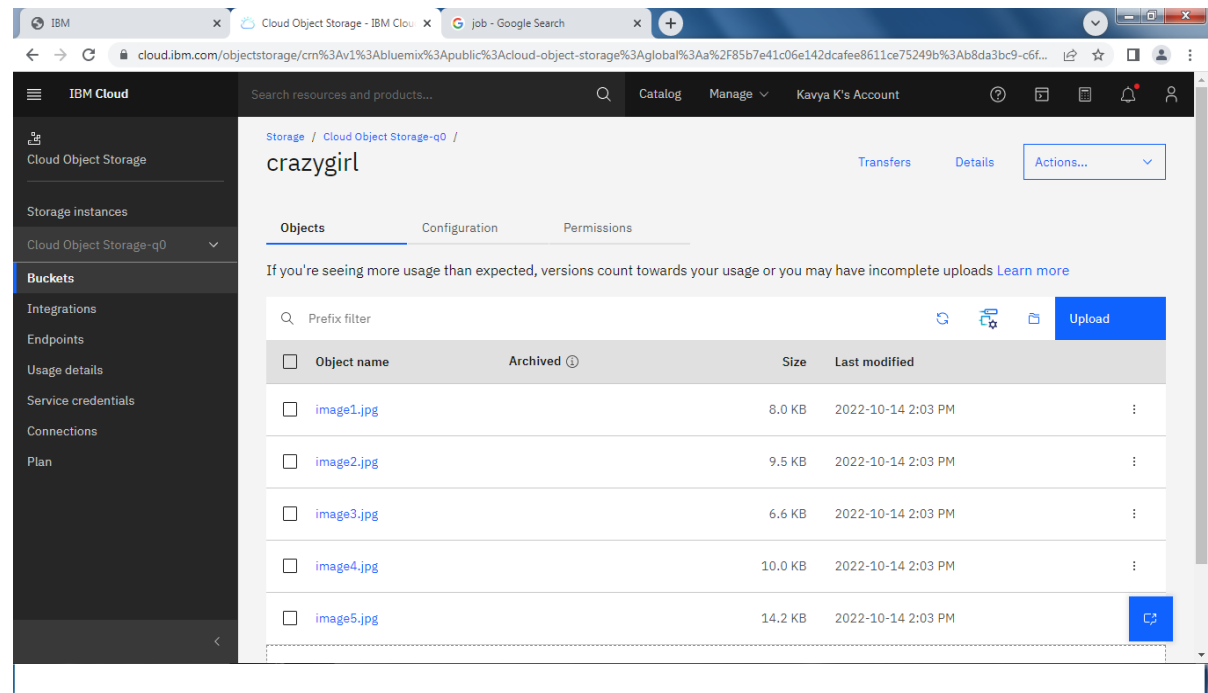 IBM
Cloud Object Storage - IBM Clou
G job - Google Search
cloud.ibm.com/objectstorage/crn%3Av1%3Abluemix%3Apublic%3Acloud-object-storage%3Aglobal%3Aa%2F85b7e41c06e142dcafee8611ce75249b%3Ab8da3bc9-c6f...
IBM Cloud
Search resources and products...
Catalog
Manage
Kavya K's Account
Cloud Object Storage
Storage instances
Cloud Object Storage-q0
Buckets
Integrations
Endpoints
Usage details
Service credentials
Connections
Plan
Storage / Cloud Object Storage-q0 /
crazygirl
Transfers
Details
Actions...
Objects
Configuration
Permissions
If you're seeing more usage than expected, versions count towards your usage or you may have incomplete uploads Learn more
Prefix filter
Upload
Object name Archived Size Last modified
image1.jpg 8.0 KB 2022-10-14 2:03 PM
image2.jpg 9.5 KB 2022-10-14 2:03 PM
image3.jpg 6.6 KB 2022-10-14 2:03 PM
image4.jpg 10.0 KB 2022-10-14 2:03 PM
image5.jpg 14.2 KB 2022-10-14 2:03 PM